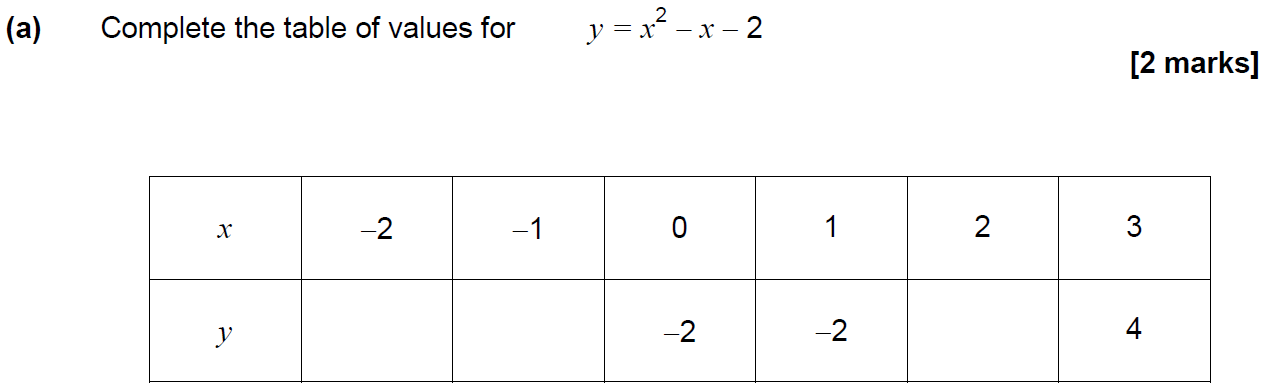 (a) Complete the table of values for y = x² – x – 2
[2 marks]
x –2 –1 0 1 2 3
y –2 –2 4